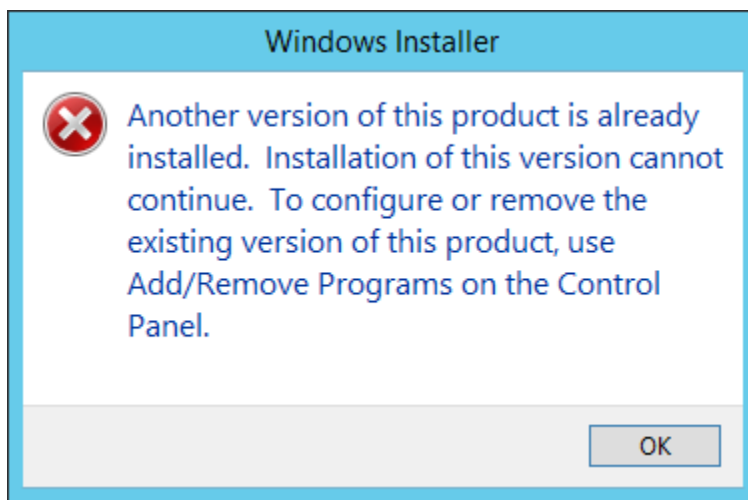 Windows Installer
Another version of this product is already
installed.  Installation of this version cannot
continue.  To configure or remove the
existing version of this product, use
Add/Remove Programs on the Control
Panel.
OK